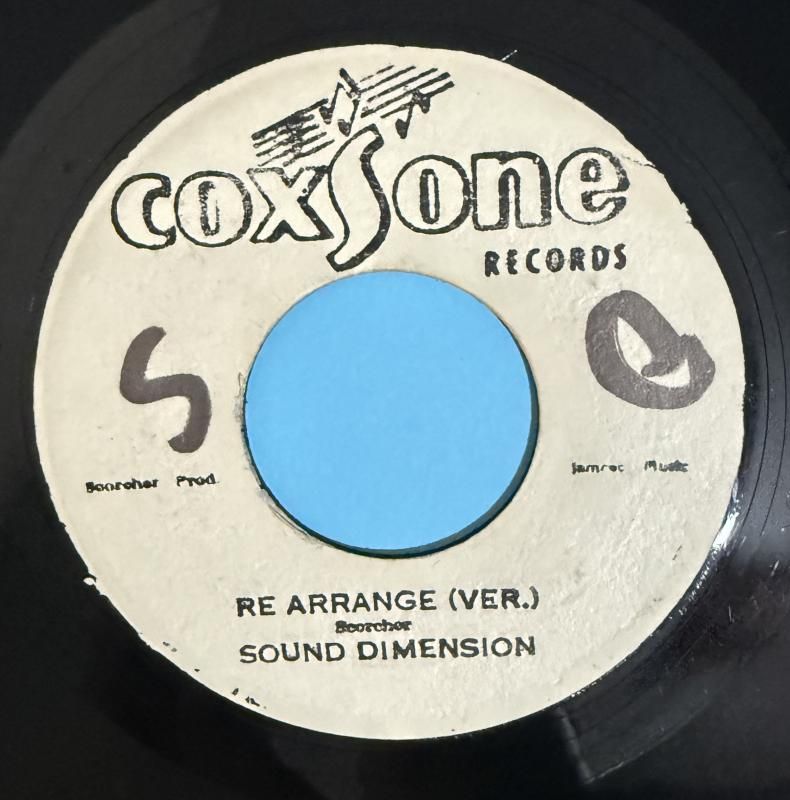 coxSone
RECORDS
S
Scorcher Prod.
Jamrec Music
RE ARRANGE (VER.)
Scorcher
SOUND DIMENSION